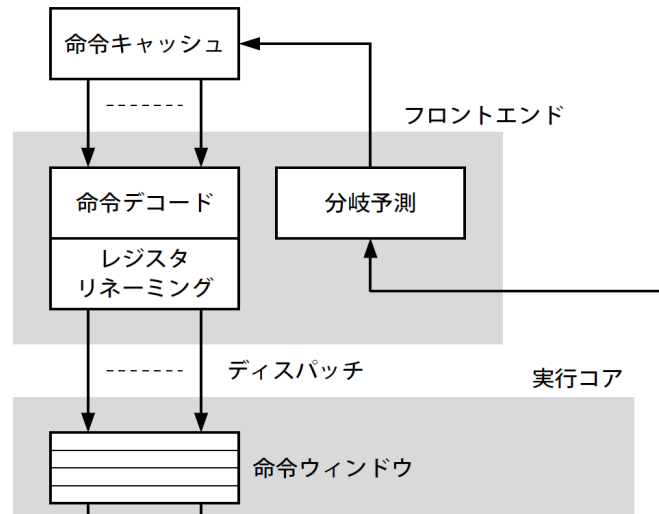 命令キャッシュ
フロントエンド
命令デコード
分岐予測
レジスタ
リネーミング
ディスパッチ
実行コア
命令ウィンドウ